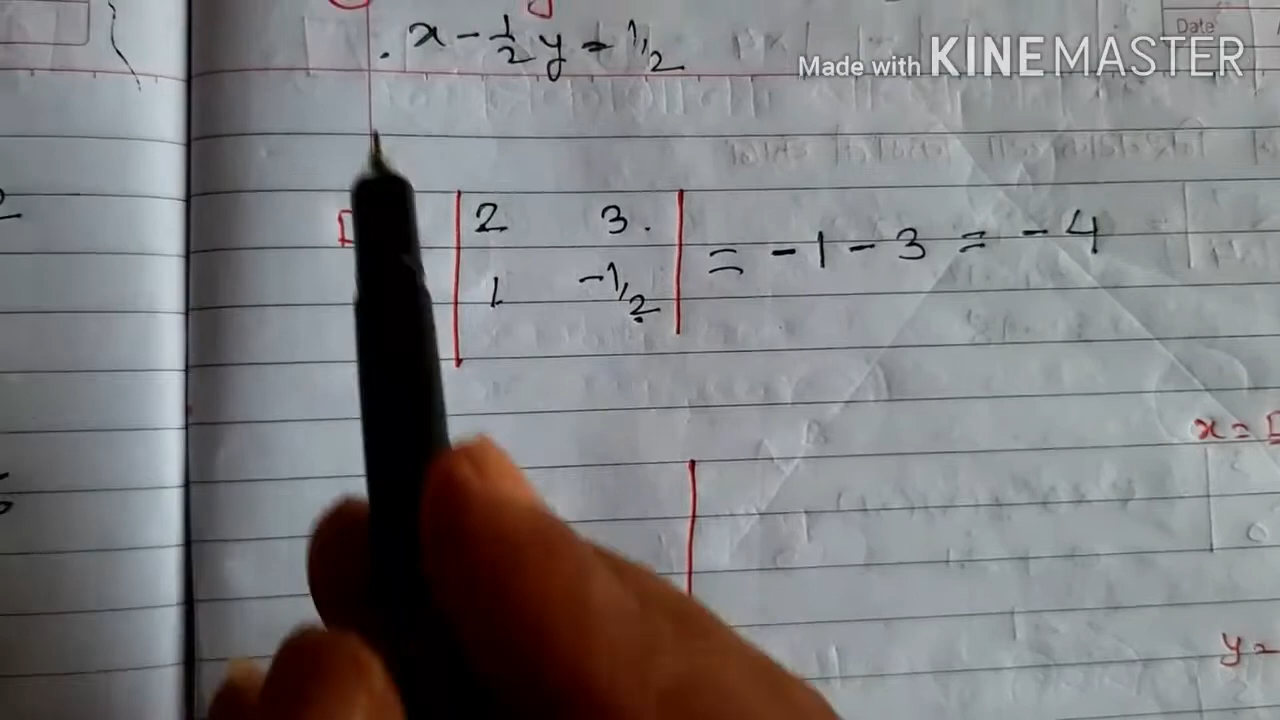 x - 1/2 y = 1/2
Date
Made with KINEMASTER
2 3.
= -1 - 3 = -4
1 -1/2
x =
y =